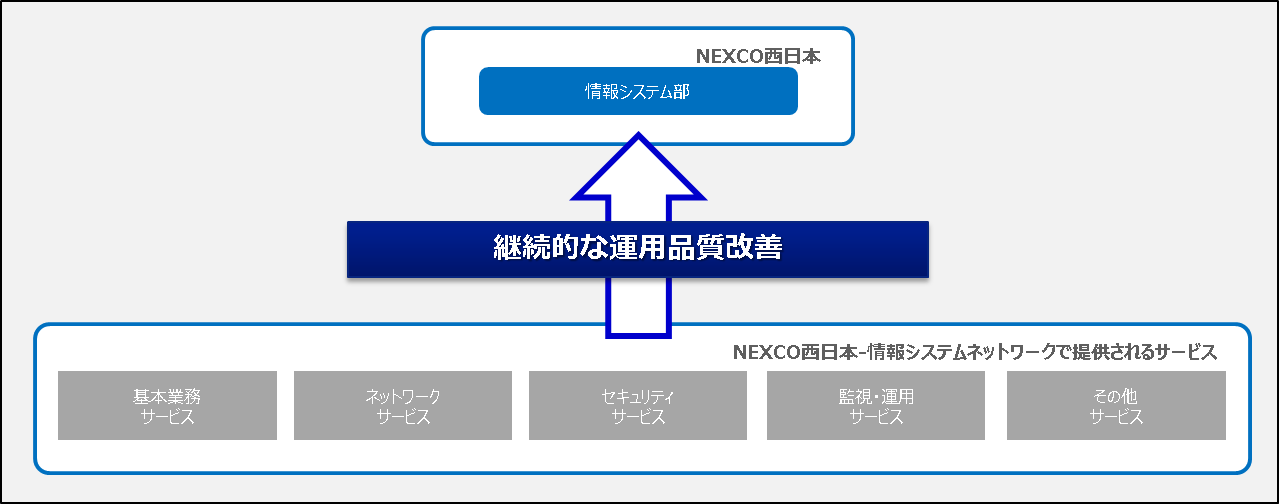 NEXCO西日本
情報システム部
継続的な運用品質改善
NEXCO西日本-情報システムネットワークで提供されるサービス
基本業務
サービス
ネットワーク
サービス
セキュリティ
サービス
監視・運用
サービス
その他
サービス